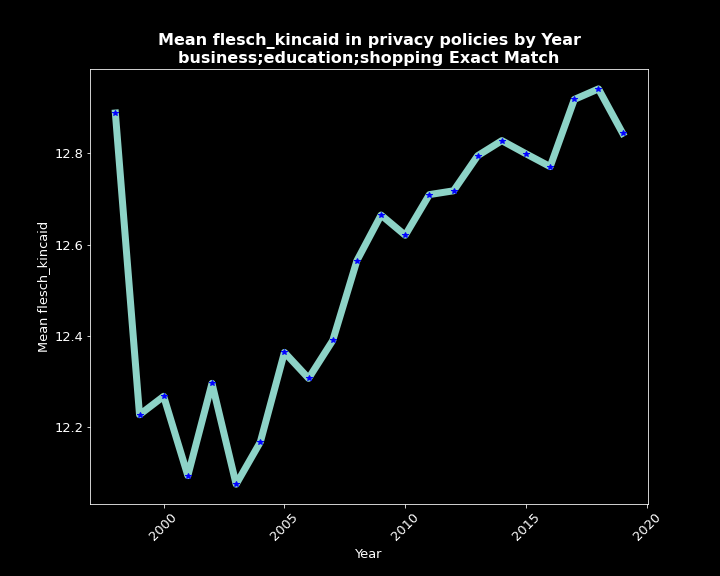 Mean flesch_kincaid in privacy policies by Year
business;education;shopping Exact Match
12.8
12.6
12.4
12.2
Mean flesch_kincaid
2000
2005
2010
2015
2020
Year